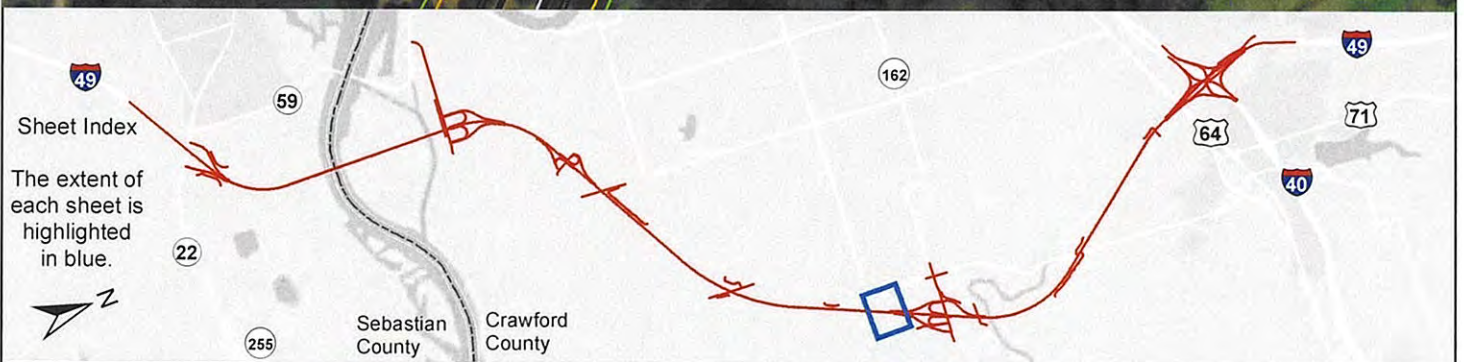 49
Sheet Index
The extent of
each sheet is
highlighted
in blue.
59
22
255
N
Sebastian
County
Crawford
County
162
49
71
64
40